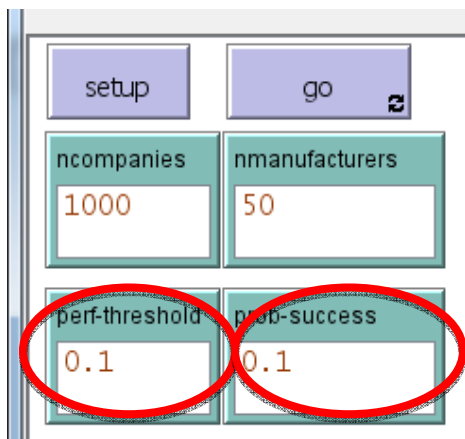 setup go
ncompanies nmanufacturers
1000 50
perf-threshold prob-success
0.1 0.1